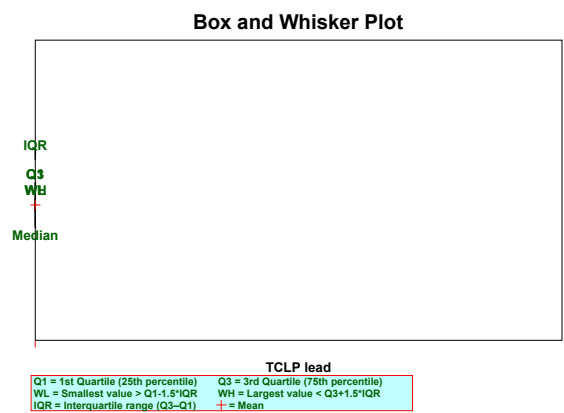 Box and Whisker Plot
IQR
Median
TCLP lead
Q1 = 1st Quartile (25th percentile) Q3 = 3rd Quartile (75th percentile)
WL = Smallest value > Q1-1.5*IQR WH = Largest value < Q3+1.5*IQR
IQR = Interquartile range (Q3–Q1) + = Mean